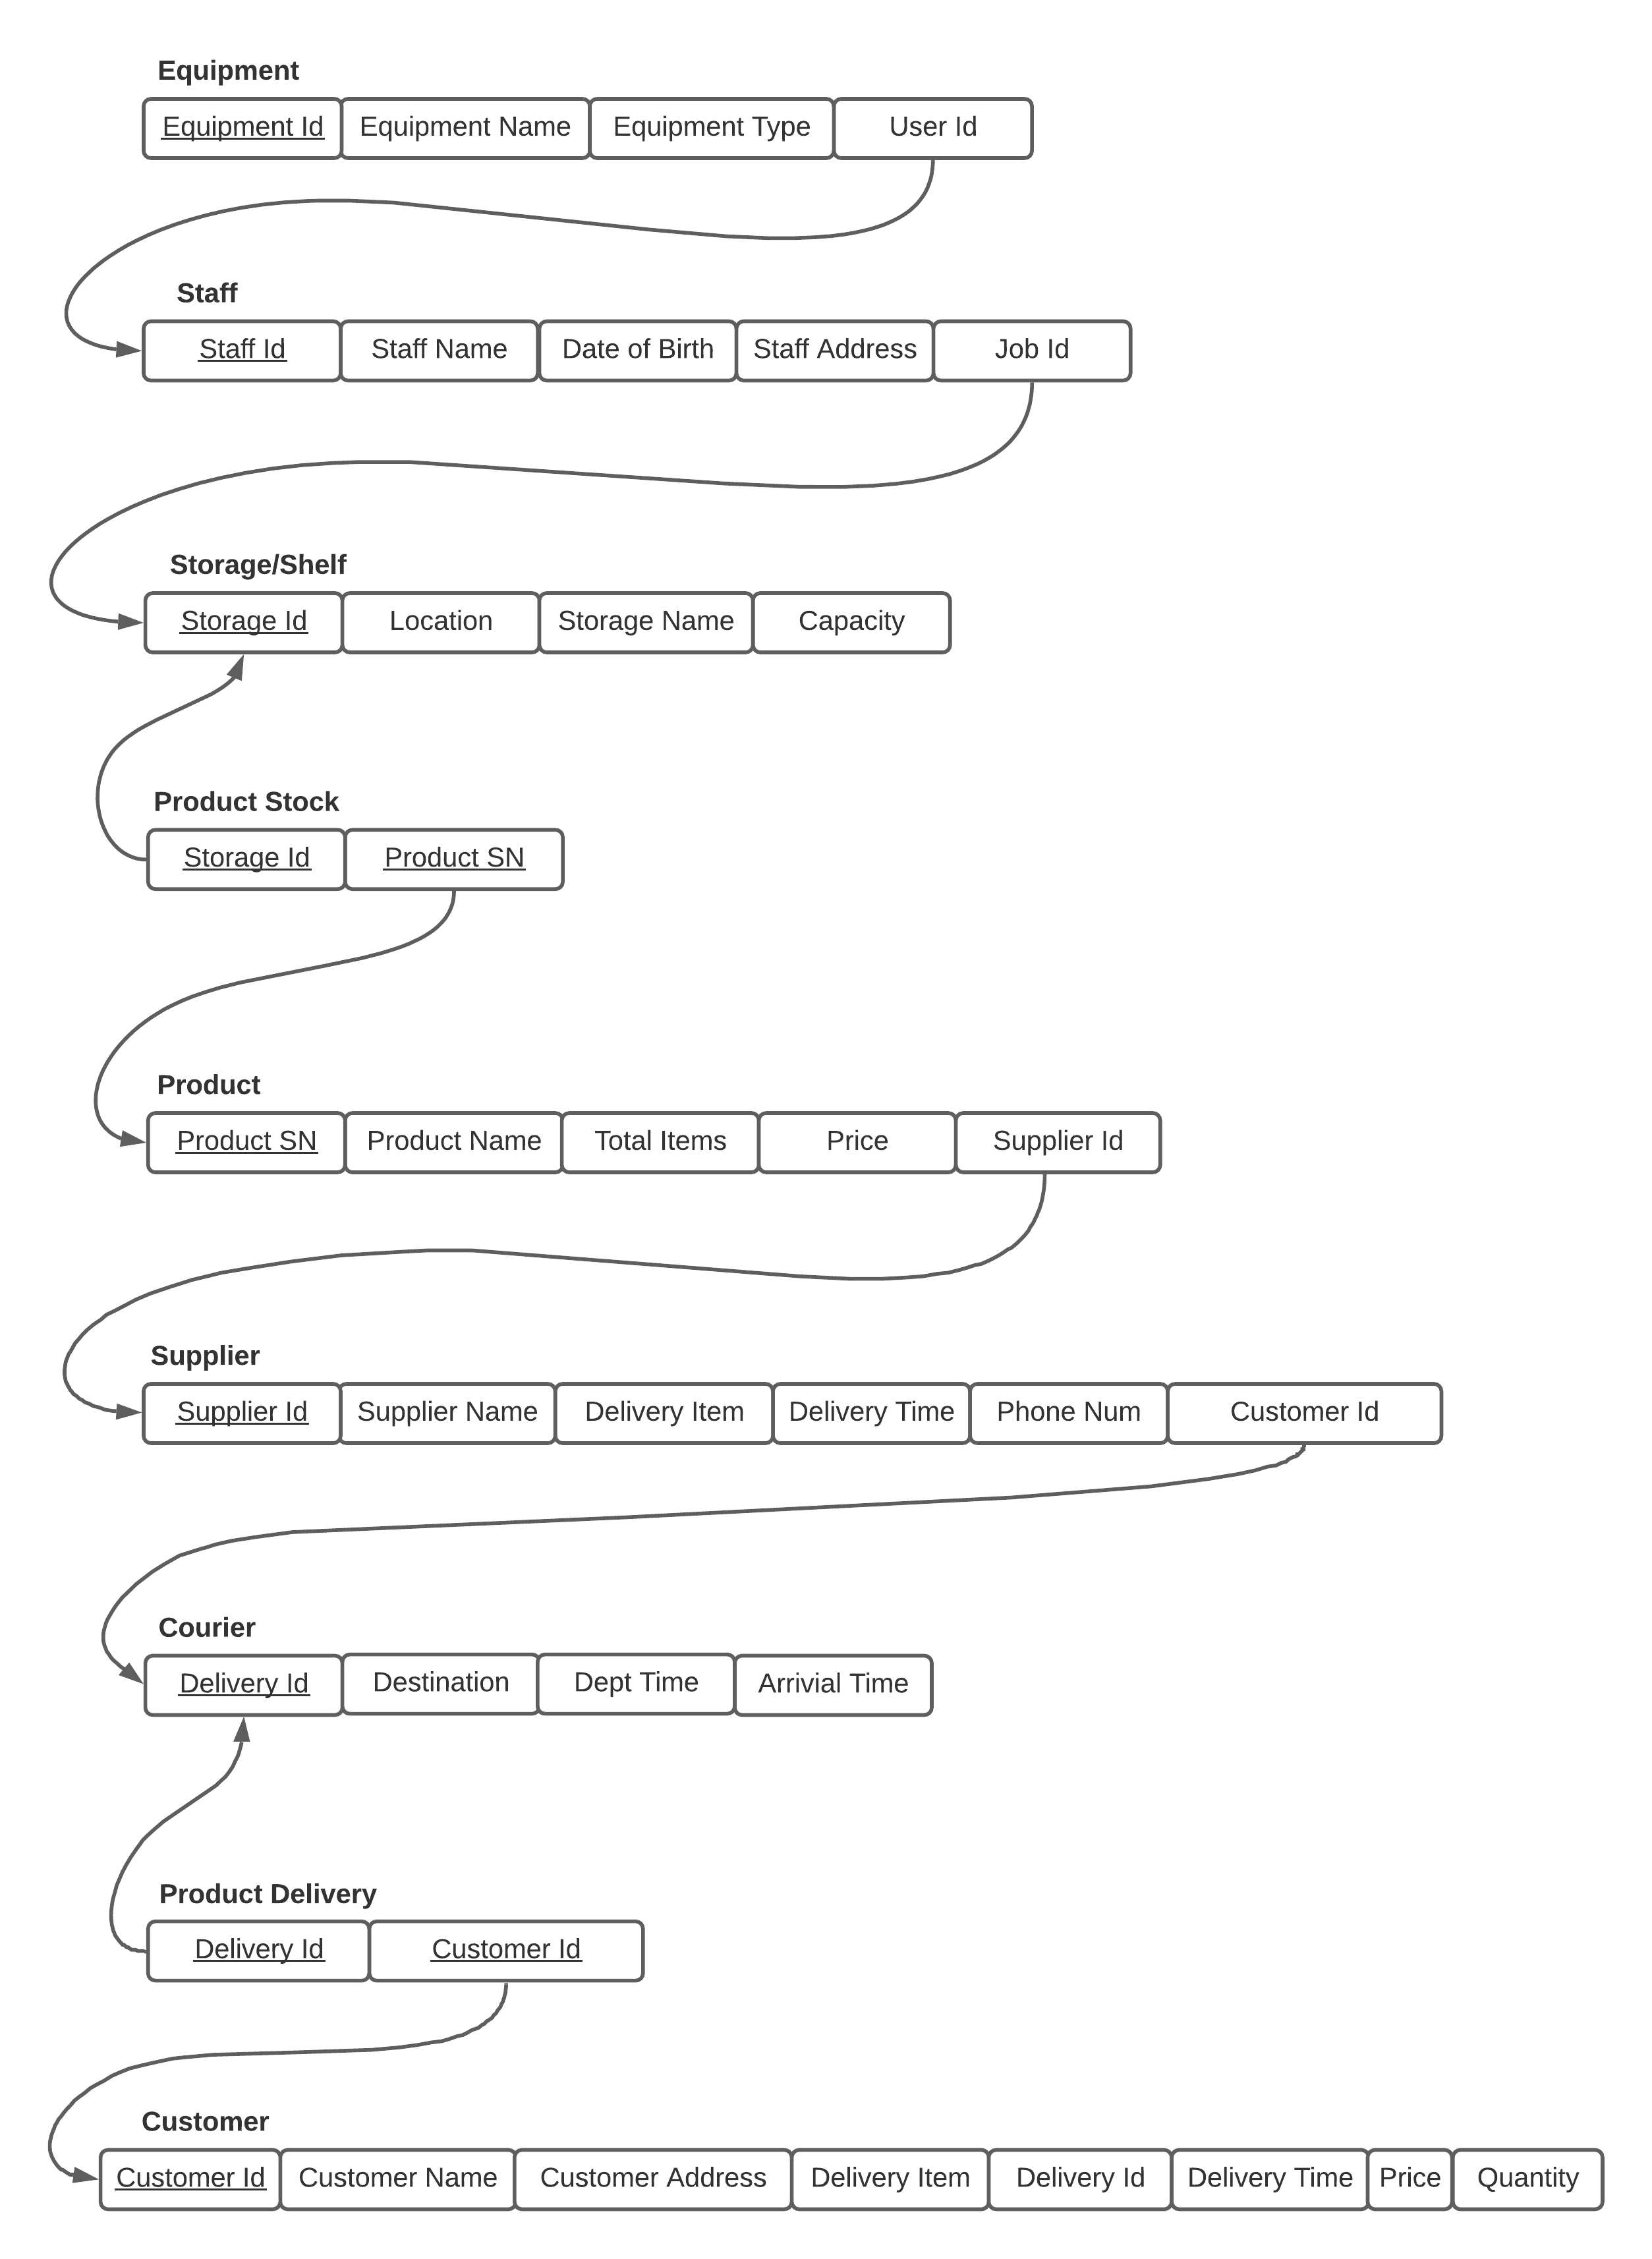 Equipment
Equipment Id Equipment Name Equipment Type User Id
Staff
Staff Id Staff Name Date of Birth Staff Address Job Id
Storage/Shelf
Storage Id Location Storage Name Capacity
Product Stock
Storage Id Product SN
Product
Product SN Product Name Total Items Price Supplier Id
Supplier
Supplier Id Supplier Name Delivery Item Delivery Time Phone Num Customer Id
Courier
Delivery Id Destination Dept Time Arrivial Time
Product Delivery
Delivery Id Customer Id
Customer
Customer Id Customer Name Customer Address Delivery Item Delivery Id Delivery Time Price Quantity